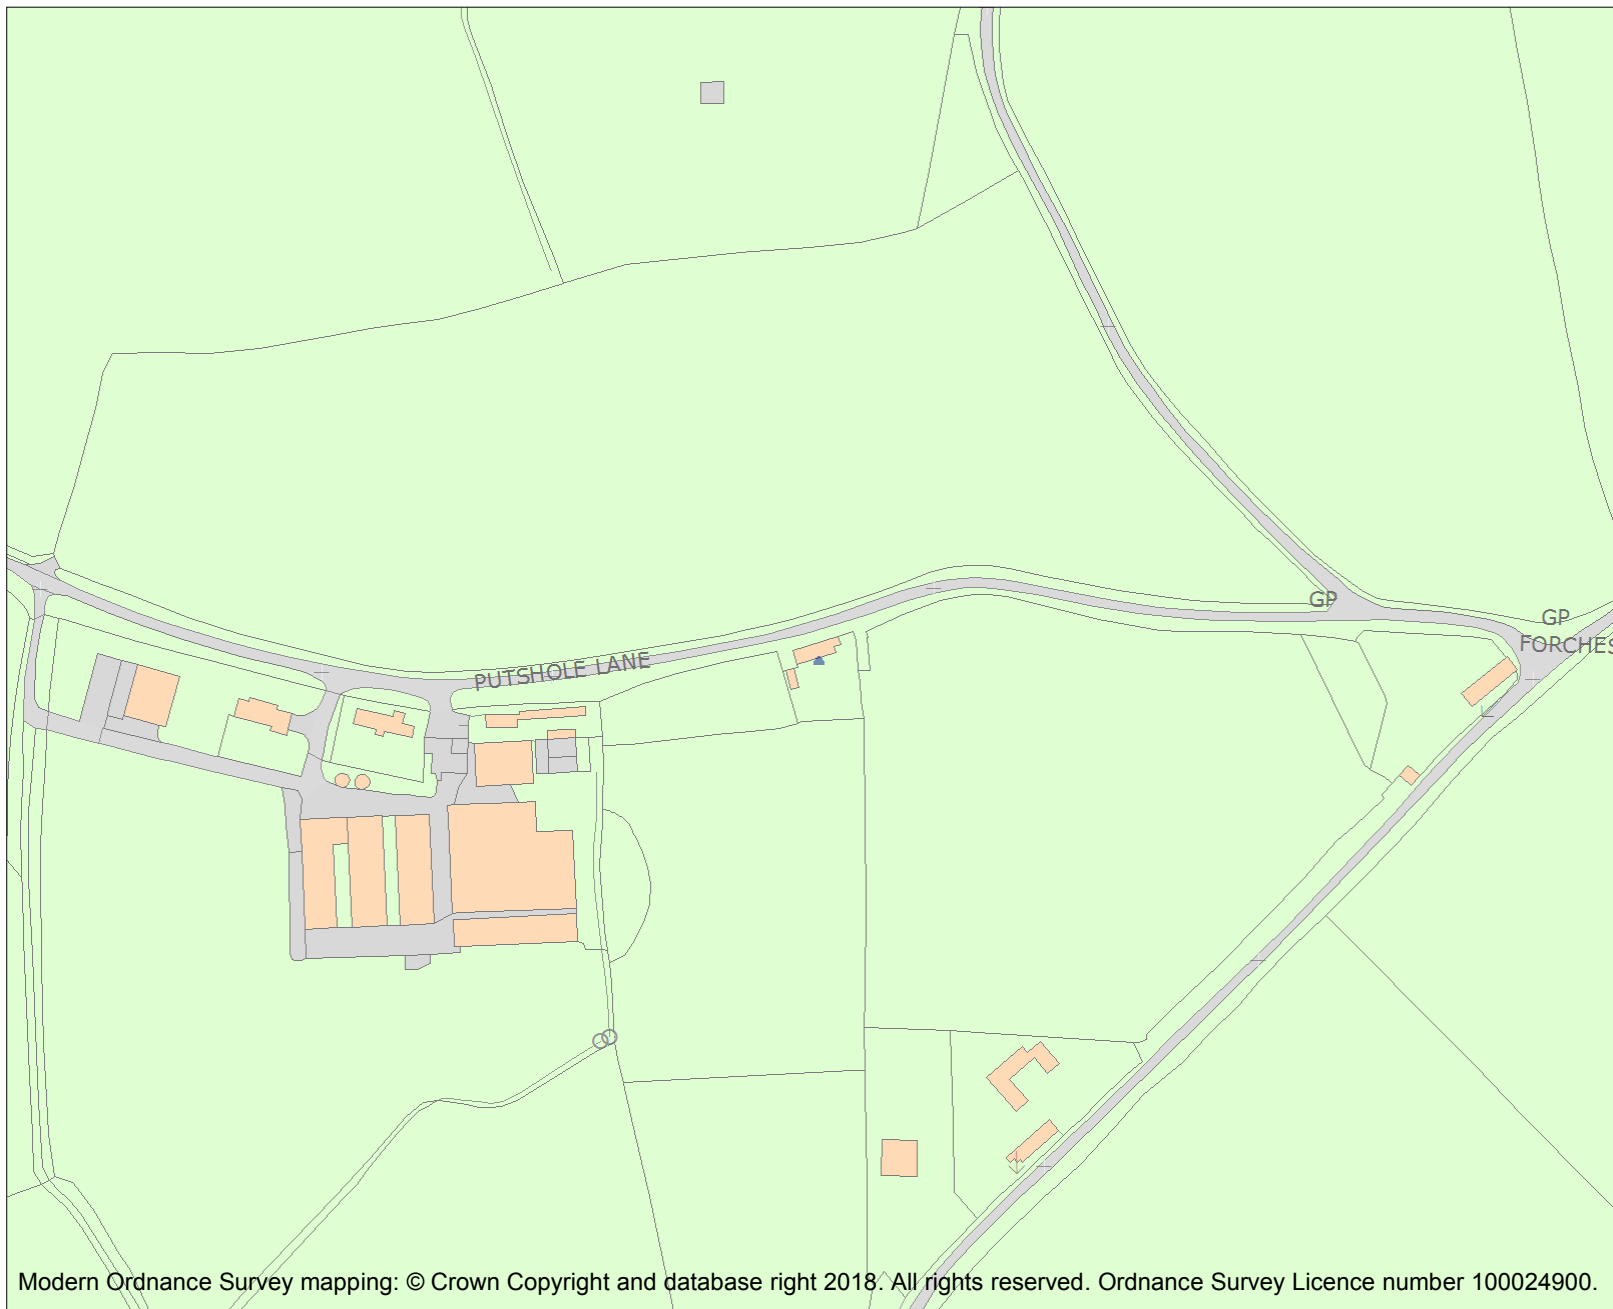 GP
GP
FORCHES
PUTSHOLE LANE
Modern Ordnance Survey mapping: © Crown Copyright and database right 2018. All rights reserved. Ordnance Survey Licence number 100024900.